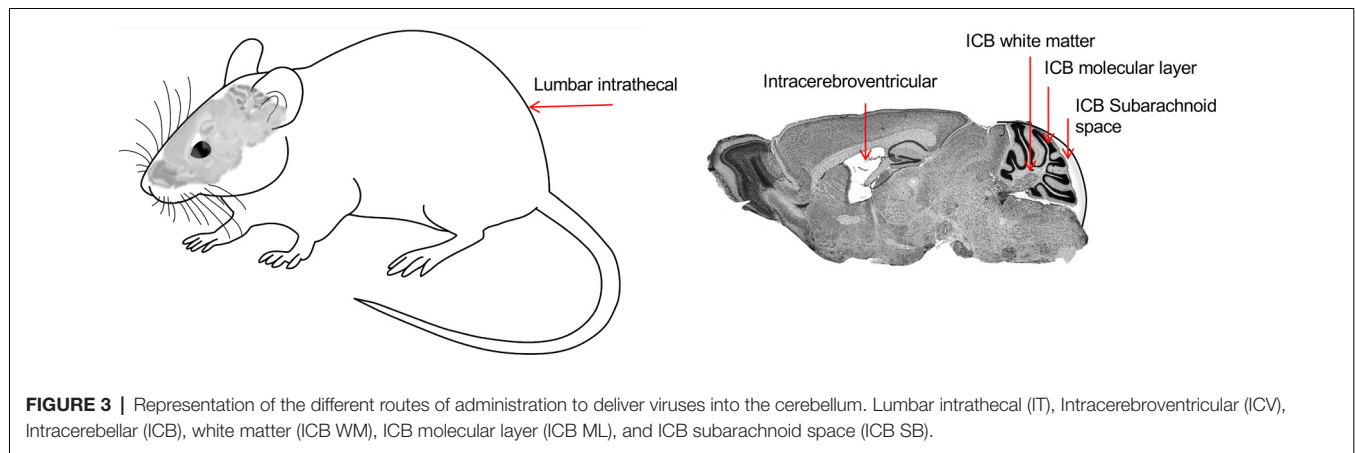 Lumbar intrathecal
Intracerebroventricular
ICB white matter
ICB molecular layer
ICB Subarachnoid
space
FIGURE 3 | Representation of the different routes of administration to deliver viruses into the cerebellum. Lumbar intrathecal (IT), Intracerebroventricular (ICV),
Intracerebellar (ICB), white matter (ICB WM), ICB molecular layer (ICB ML), and ICB subarachnoid space (ICB SB).